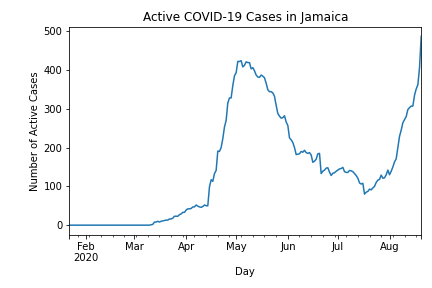 Active COVID-19 Cases in Jamaica
500
400
300
200
100
0
Number of Active Cases
Feb Mar Apr May Jun Jul Aug
2020
Day